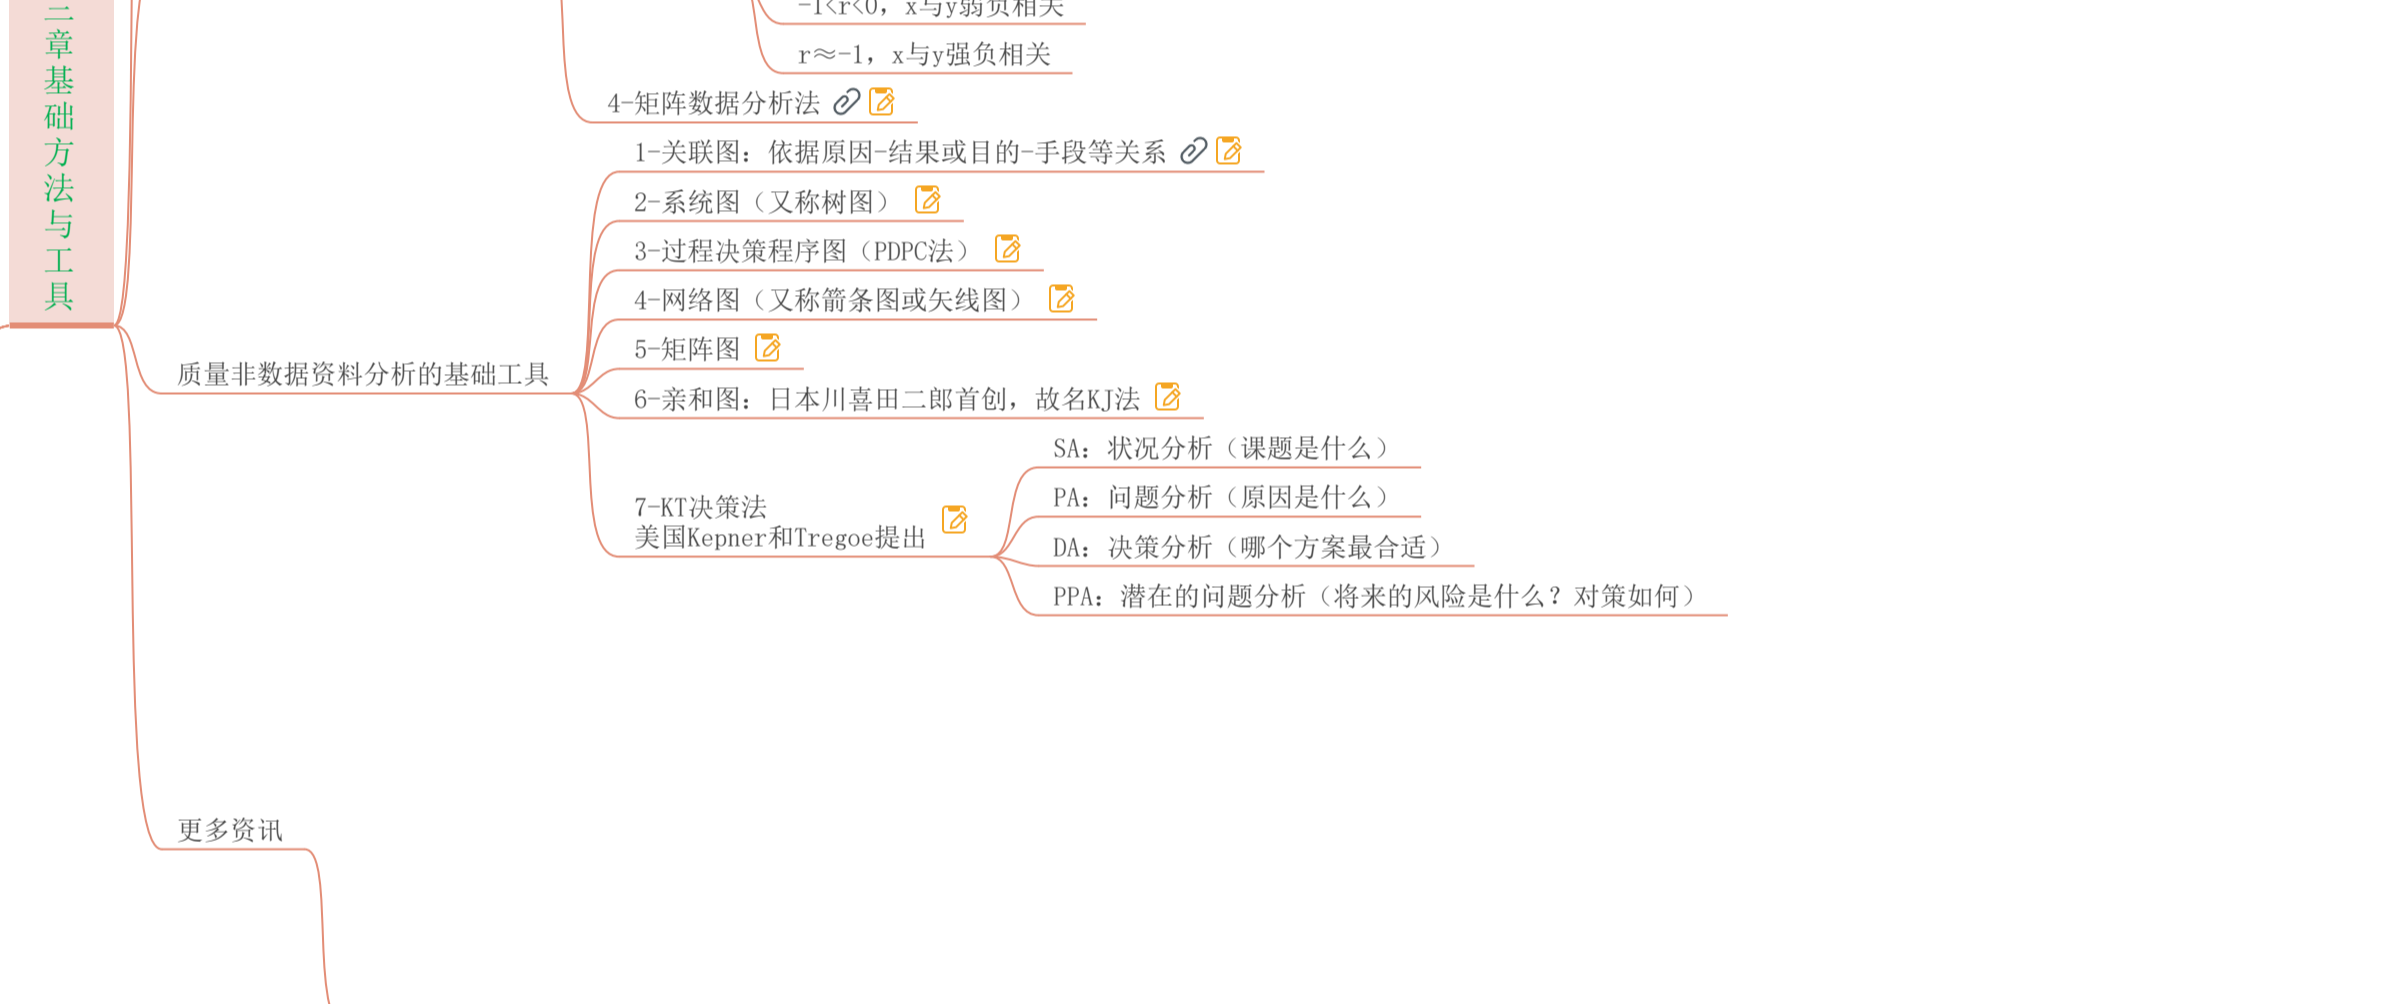 二章基础方法与工具
-1<r<0，x与y弱负相关
r≈-1，x与y强负相关
4-矩阵数据分析法
质量非数据资料分析的基础工具
1-关联图：依据原因-结果或目的-手段等关系
2-系统图（又称树图）
3-过程决策程序图（PDPC法）
4-网络图（又称箭条图或矢线图）
5-矩阵图
6-亲和图：日本川喜田二郎首创，故名KJ法
7-KT决策法
美国Kepner和Tregoe提出
SA：状况分析（课题是什么）
PA：问题分析（原因是什么）
DA：决策分析（哪个方案最合适）
PPA：潜在的问题分析（将来的风险是什么？对策如何）
更多资讯